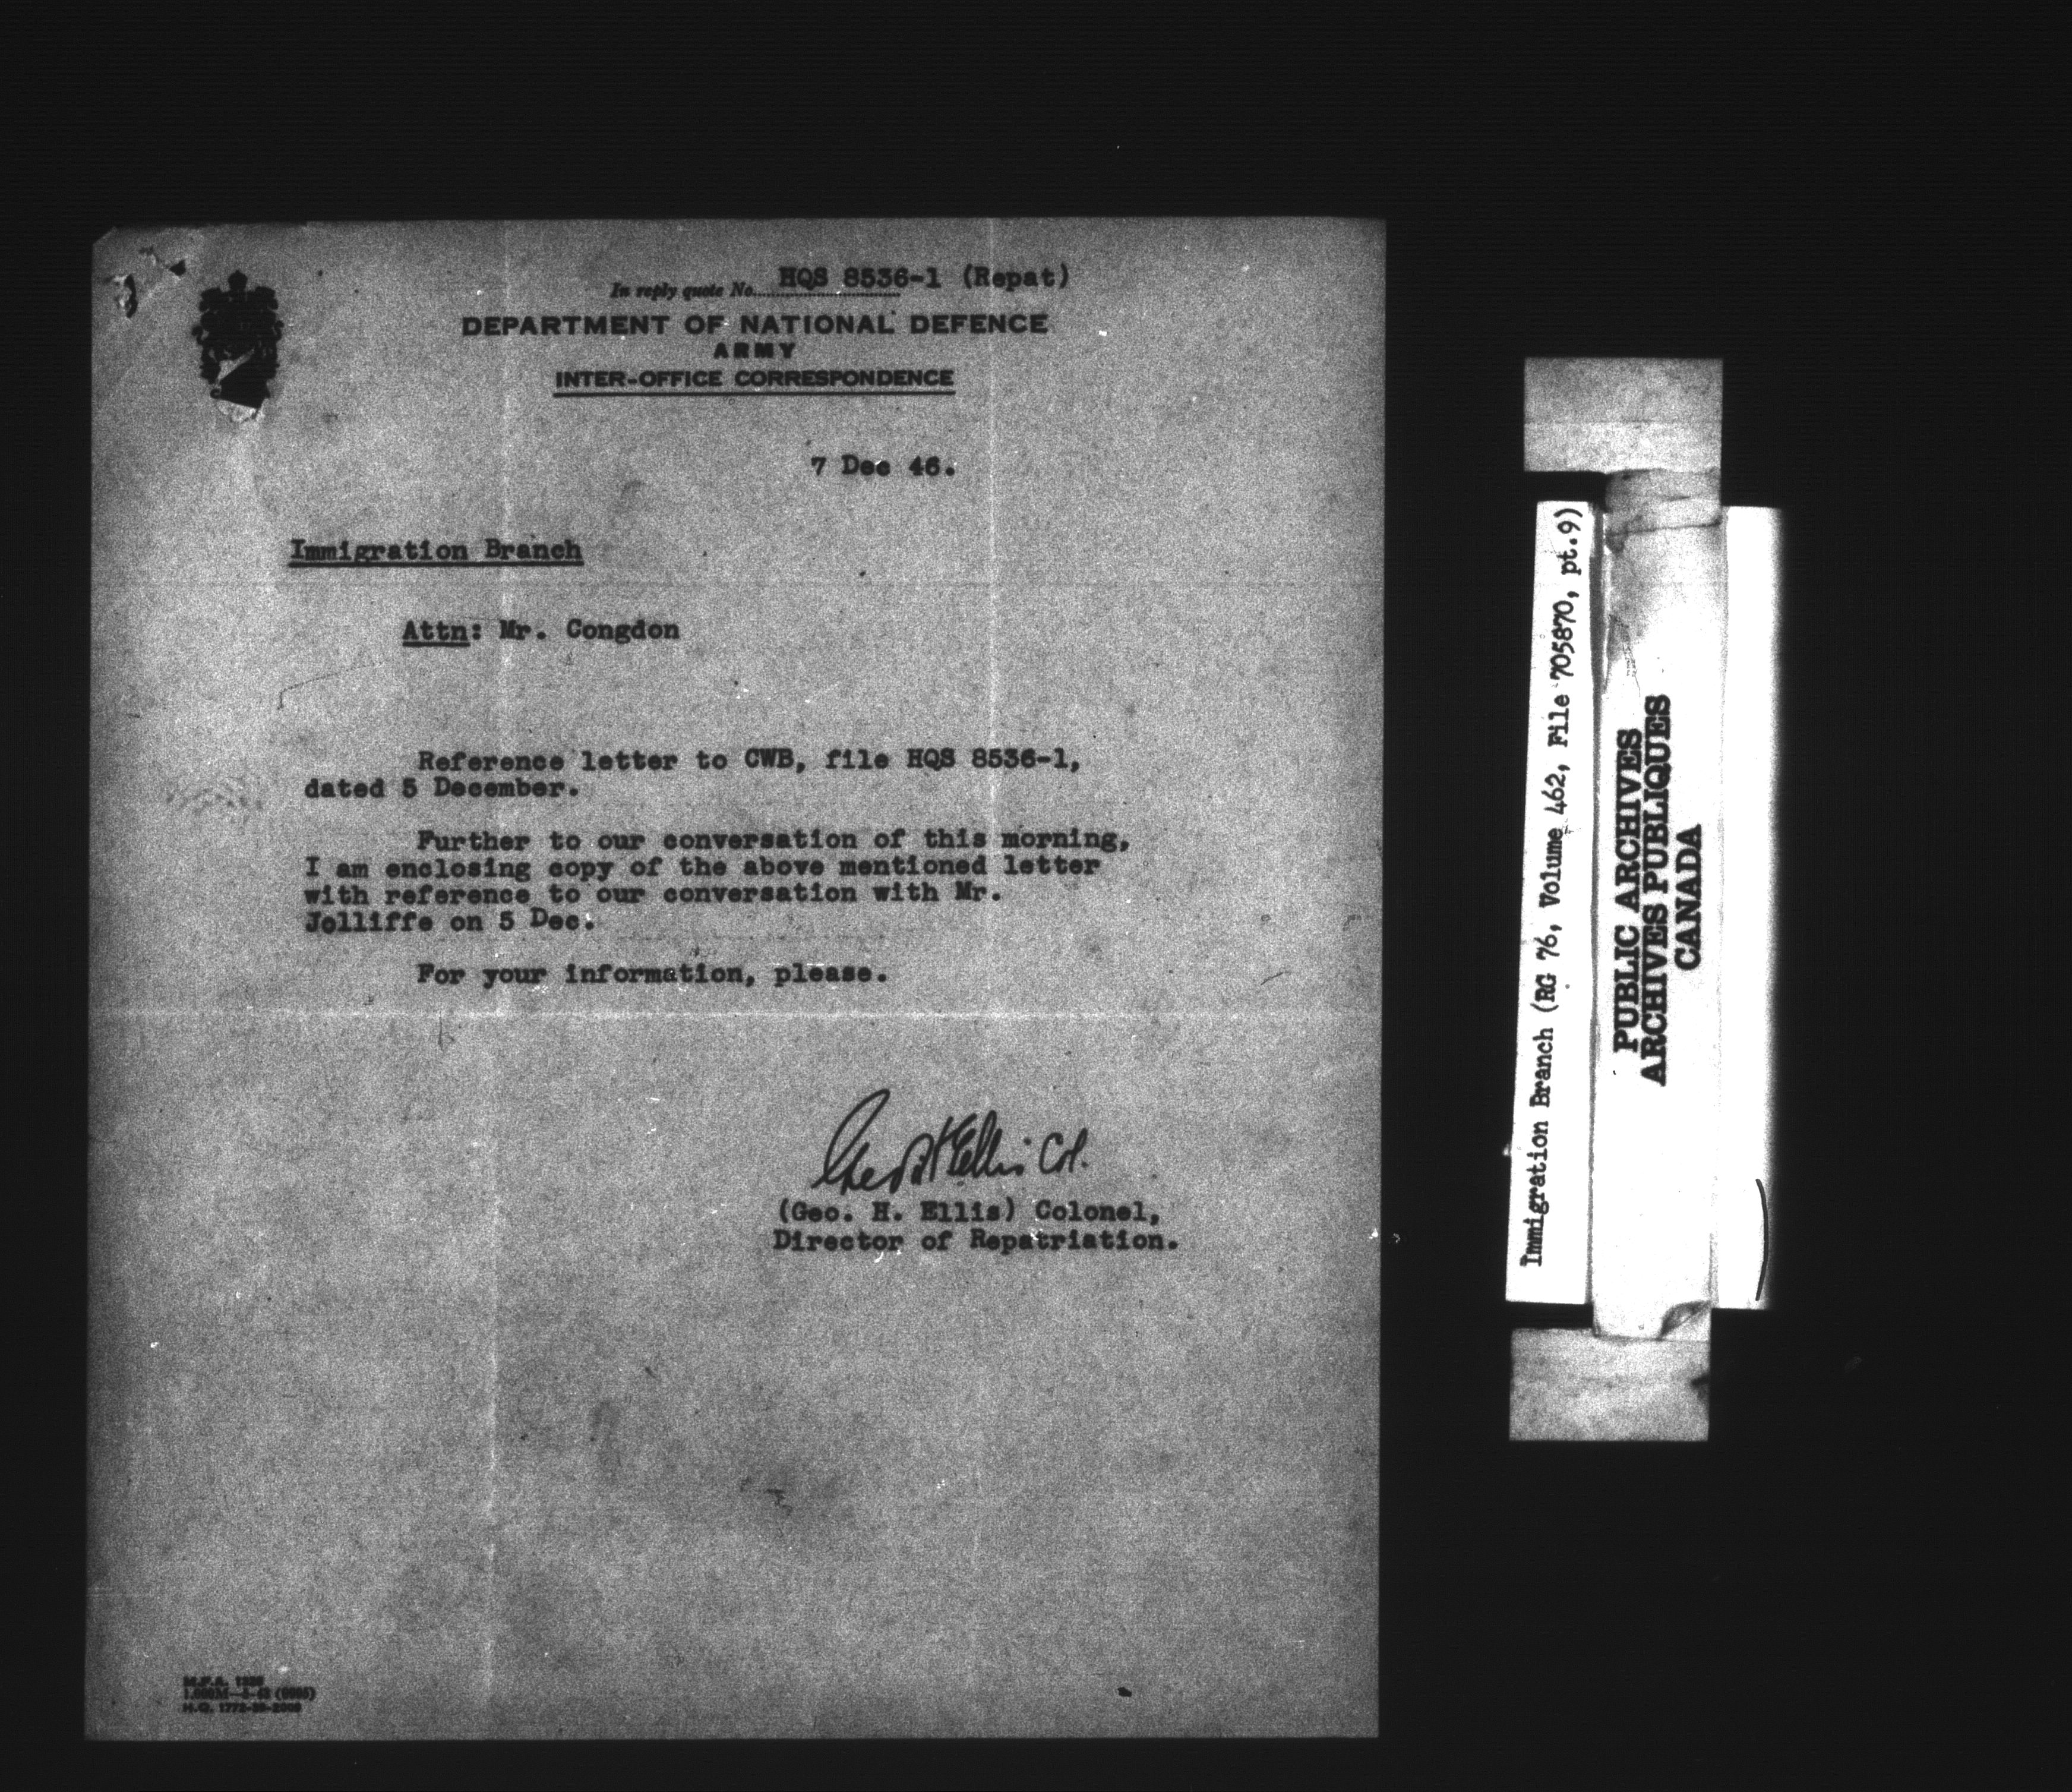 In reply quote No. HQS 8536-1 (Repat)
DEPARTMENT OF NATIONAL DEFENCE
ARMY
INTER-OFFICE CORRESPONDENCE
7 Dec 46.
Immigration Branch
Attn: Mr. Congdon
Reference letter to CWB, file HQS 8536-1,
dated 5 December.
Further to our conversation of this morning,
I am enclosing copy of the above mentioned letter
with reference to our conversation with Mr.
Jolliffe on 5 Dec.
For your information, please.
Geo H Ellis Col.
(Geo. H. Ellis) Colonel,
Director of Repatriation.
Immigration Branch (RG 76, Volume 462, File 705870, pt.9)
PUBLIC ARCHIVES
ARCHIVES PUBLIQUES
CANADA